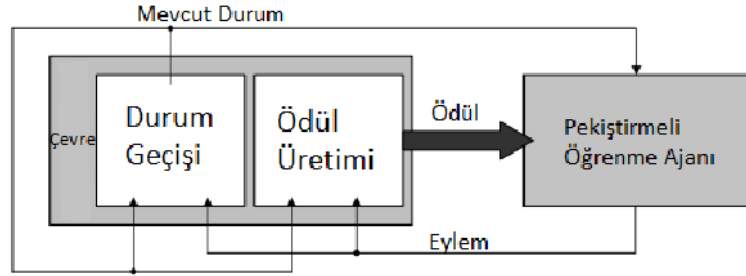 Mevcut Durum
Çevre
Durum
Geçişi
Ödül
Üretimi
Ödül
Pekiştirmeli
Öğrenme Ajanı
Eylem